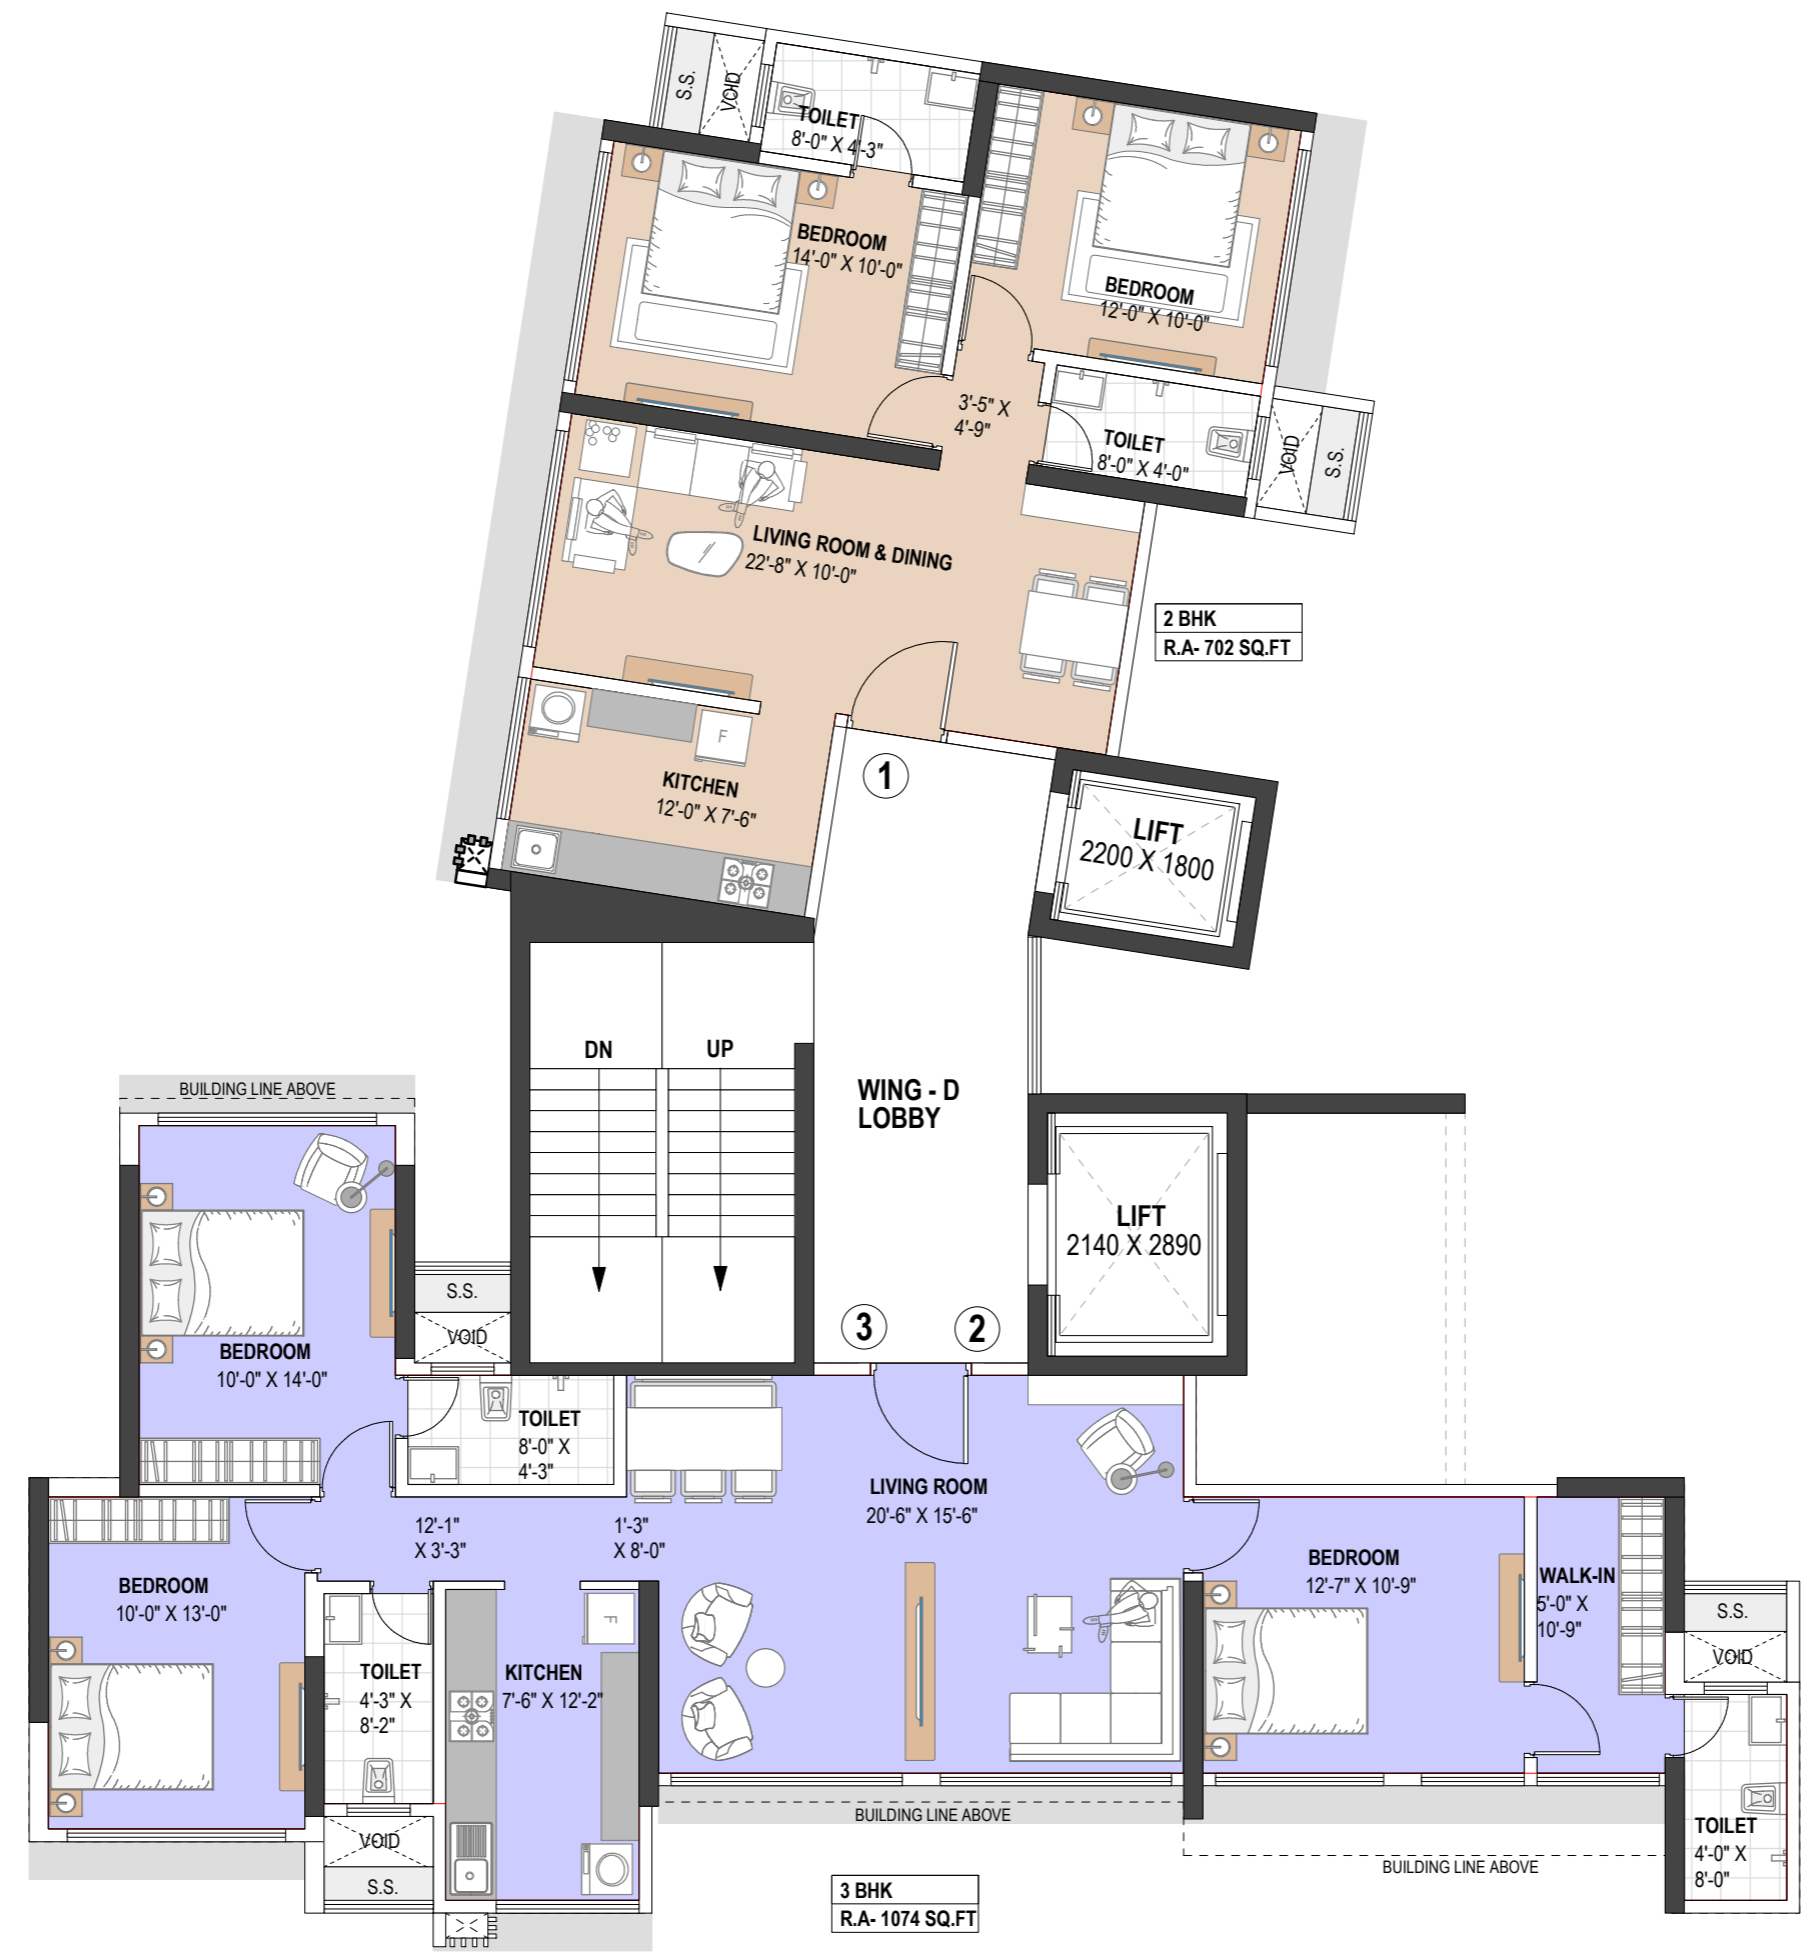 S.S.
VOID
TOILET
8'-0" X 4'-3"
BEDROOM
14'-0" X 10'-0"
BEDROOM
12'-0" X 10'-0"
3'-5" X
4'-9"
TOILET
8'-0" X 4'-0"
VOID
S.S.
LIVING ROOM & DINING
22'-8" X 10'-0"
2 BHK
R.A- 702 SQ.FT
F
KITCHEN
12'-0" X 7'-6"
1
LIFT
2200 X 1800
DN
UP
WING - D
LOBBY
BUILDING LINE ABOVE
LIFT
2140 X 2890
S.S.
VOID
3
2
BEDROOM
10'-0" X 14'-0"
TOILET
8'-0" X
4'-3"
LIVING ROOM
20'-6" X 15'-6"
12'-1"
X 3'-3"
1'-3"
X 8'-0"
BEDROOM
10'-0" X 13'-0"
F
BEDROOM
12'-7" X 10'-9"
WALK-IN
5'-0" X
10'-9"
S.S.
VOID
TOILET
4'-3" X
8'-2"
KITCHEN
7'-6" X 12'-2"
BUILDING LINE ABOVE
VOID
S.S.
TOILET
4'-0" X
8'-0"
BUILDING LINE ABOVE
3 BHK
R.A- 1074 SQ.FT